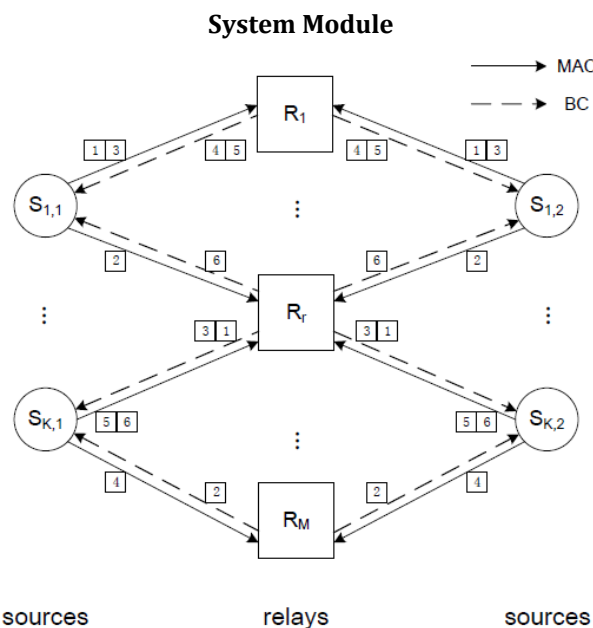 System Module
MAC
BC
R1
1 3
4 5
4 5
1 3
S1,1
⋮
S1,2
2
6
6
2
⋮
Rr
⋮
3 1
3 1
SK,1
SK,2
5 6
⋮
5 6
4
2
2
4
RM
sources relays sources